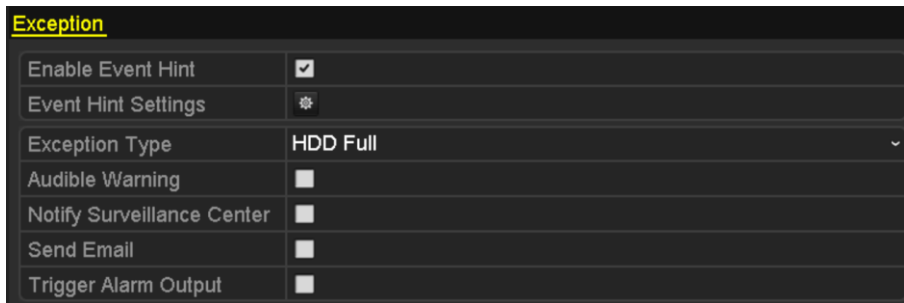 Exception
Enable Event Hint
Event Hint Settings
Exception Type HDD Full
Audible Warning
Notify Surveillance Center
Send Email
Trigger Alarm Output